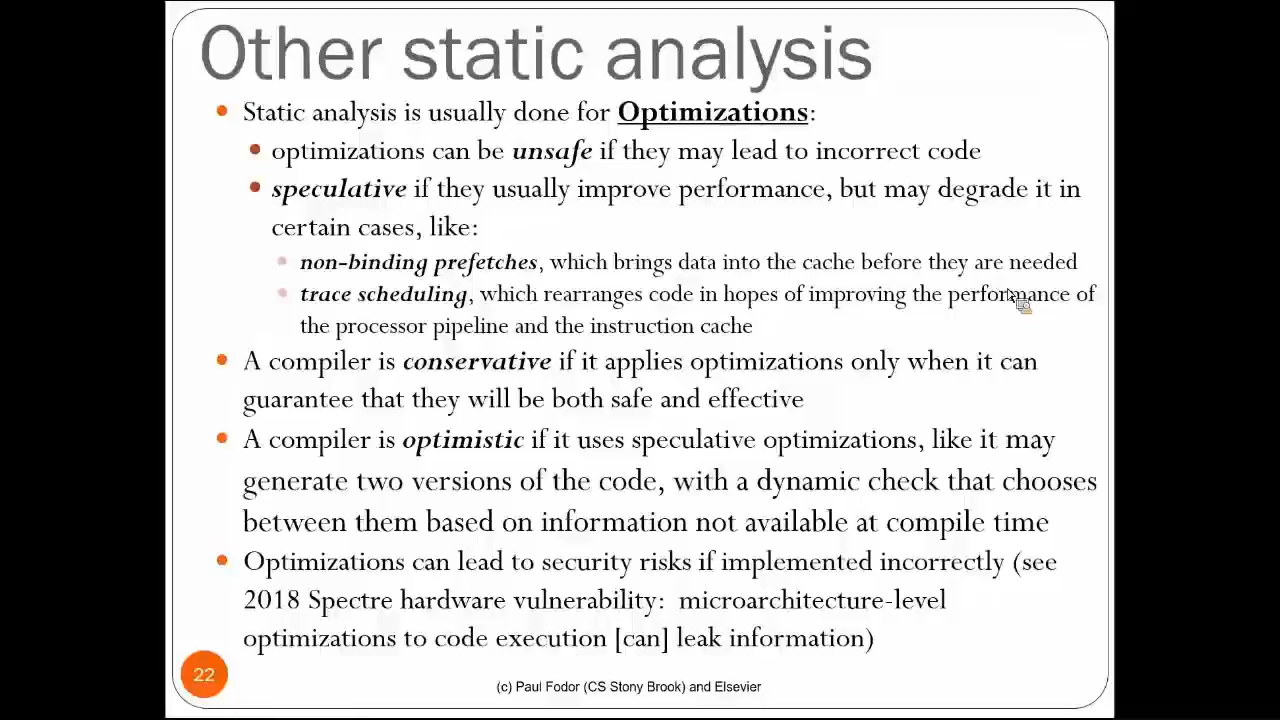 Other static analysis
Static analysis is usually done for Optimizations:
optimizations can be unsafe if they may lead to incorrect code
speculative if they usually improve performance, but may degrade it in
certain cases, like:
non-binding prefetches, which brings data into the cache before they are needed
trace scheduling, which rearranges code in hopes of improving the performance of
the processor pipeline and the instruction cache
A compiler is conservative if it applies optimizations only when it can
guarantee that they will be both safe and effective
A compiler is optimistic if it uses speculative optimizations, like it may
generate two versions of the code, with a dynamic check that chooses
between them based on information not available at compile time
Optimizations can lead to security risks if implemented incorrectly (see
2018 Spectre hardware vulnerability: microarchitecture-level
optimizations to code execution [can] leak information)
22
(c) Paul Fodor (CS Stony Brook) and Elsevier